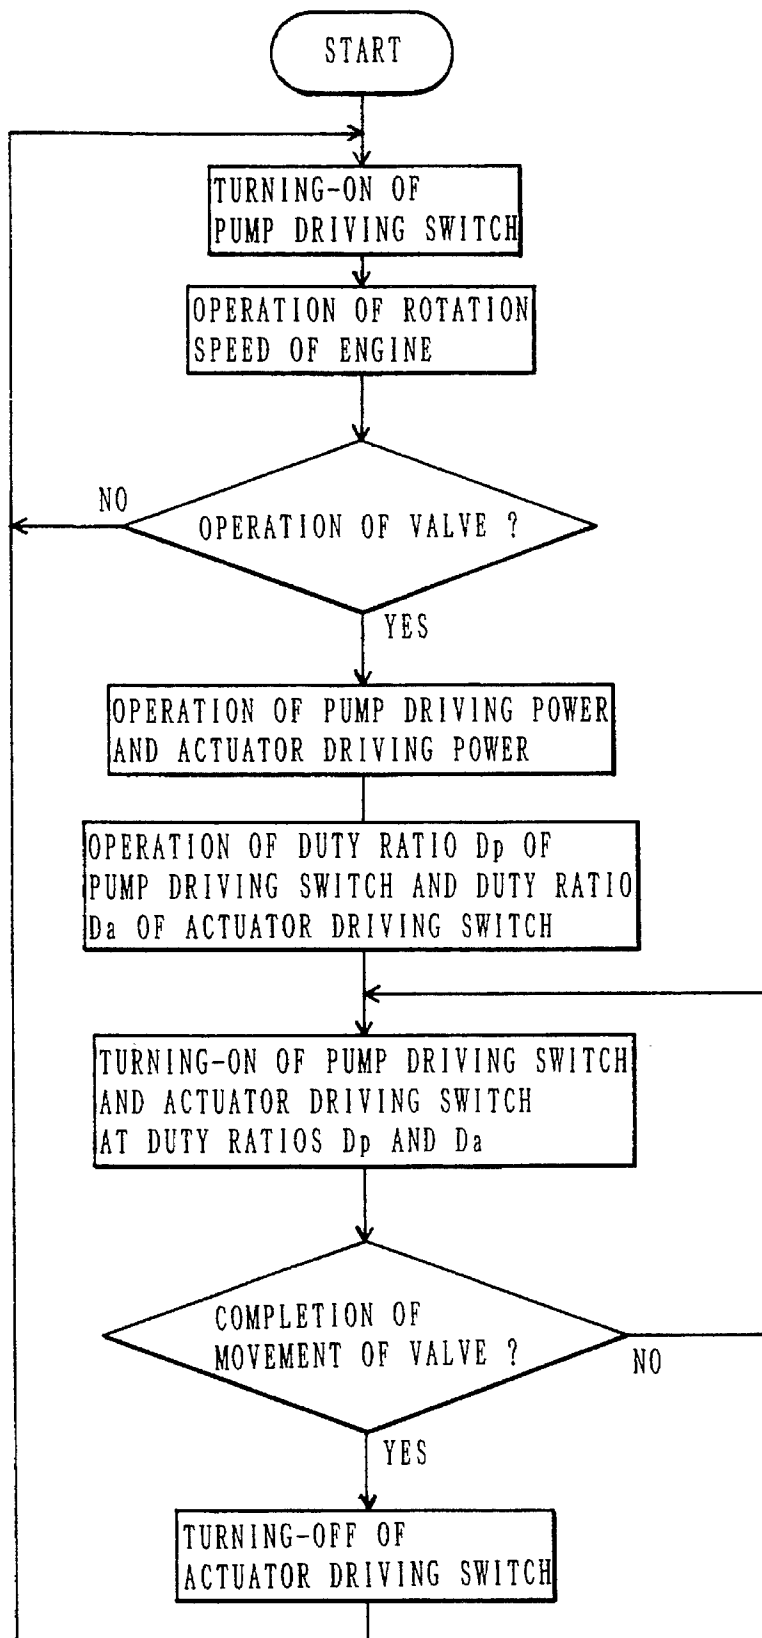 START
TURNING-ON OF
PUMP DRIVING SWITCH
OPERATION OF ROTATION
SPEED OF ENGINE
NO
OPERATION OF VALVE ?
YES
OPERATION OF PUMP DRIVING POWER
AND ACTUATOR DRIVING POWER
OPERATION OF DUTY RATIO Dp OF
PUMP DRIVING SWITCH AND DUTY RATIO
Da OF ACTUATOR DRIVING SWITCH
TURNING-ON OF PUMP DRIVING SWITCH
AND ACTUATOR DRIVING SWITCH
AT DUTY RATIOS Dp AND Da
COMPLETION OF
MOVEMENT OF VALVE ?
NO
YES
TURNING-OFF OF
ACTUATOR DRIVING SWITCH